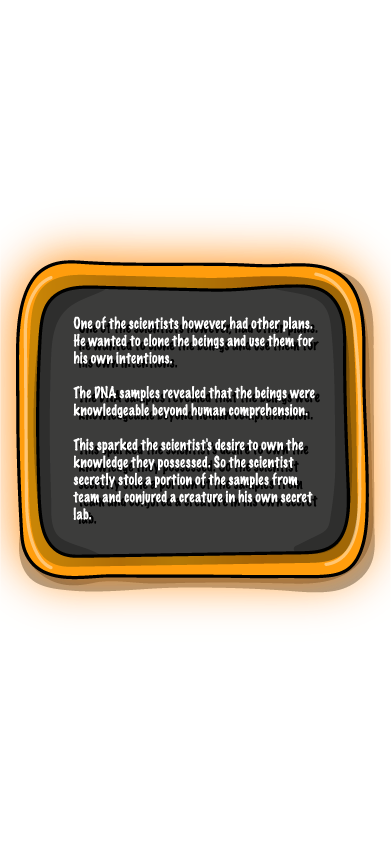 One of the scientists however,had other plans.
He wanted to clone the beings and use them for
his own intentions.
The DNA samples revealed that the beings were
knowledgeable beyond human comprehension.
This sparked the scientist's desire to own the
knowledge they possessed. So the scientist
secretly stole a portion of the samples from
team and conjured a creature in his own secret
lab.